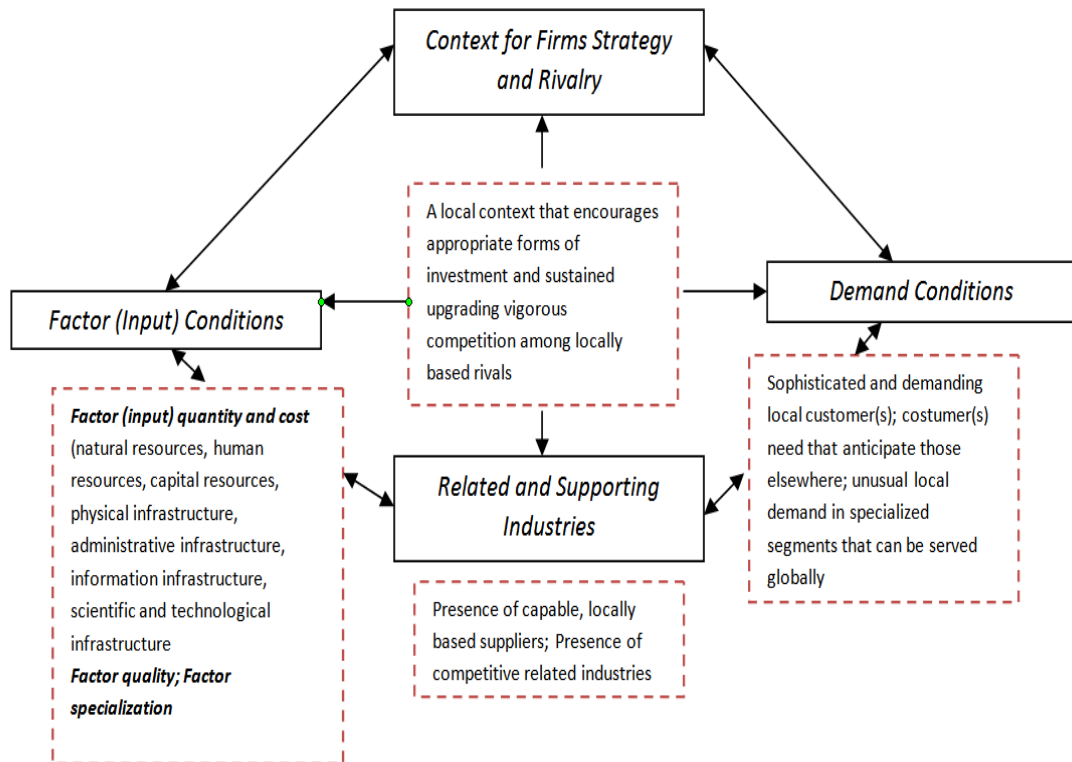 Context for Firms Strategy
and Rivalry
A local context that encourages
appropriate forms of
investment and sustained
upgrading vigorous
competition among locally
based rivals
Factor (Input) Conditions
Demand Conditions
Factor (input) quantity and cost
(natural resources, human
resources, capital resources,
physical infrastructure,
administrative infrastructure,
information infrastructure,
scientific and technological
infrastructure
Factor quality; Factor
specialization
Related and Supporting
Industries
Presence of capable, locally
based suppliers; Presence of
competitive related industries
Sophisticated and demanding
local customer(s); costumer(s)
need that anticipate those
elsewhere; unusual local
demand in specialized
segments that can be served
globally